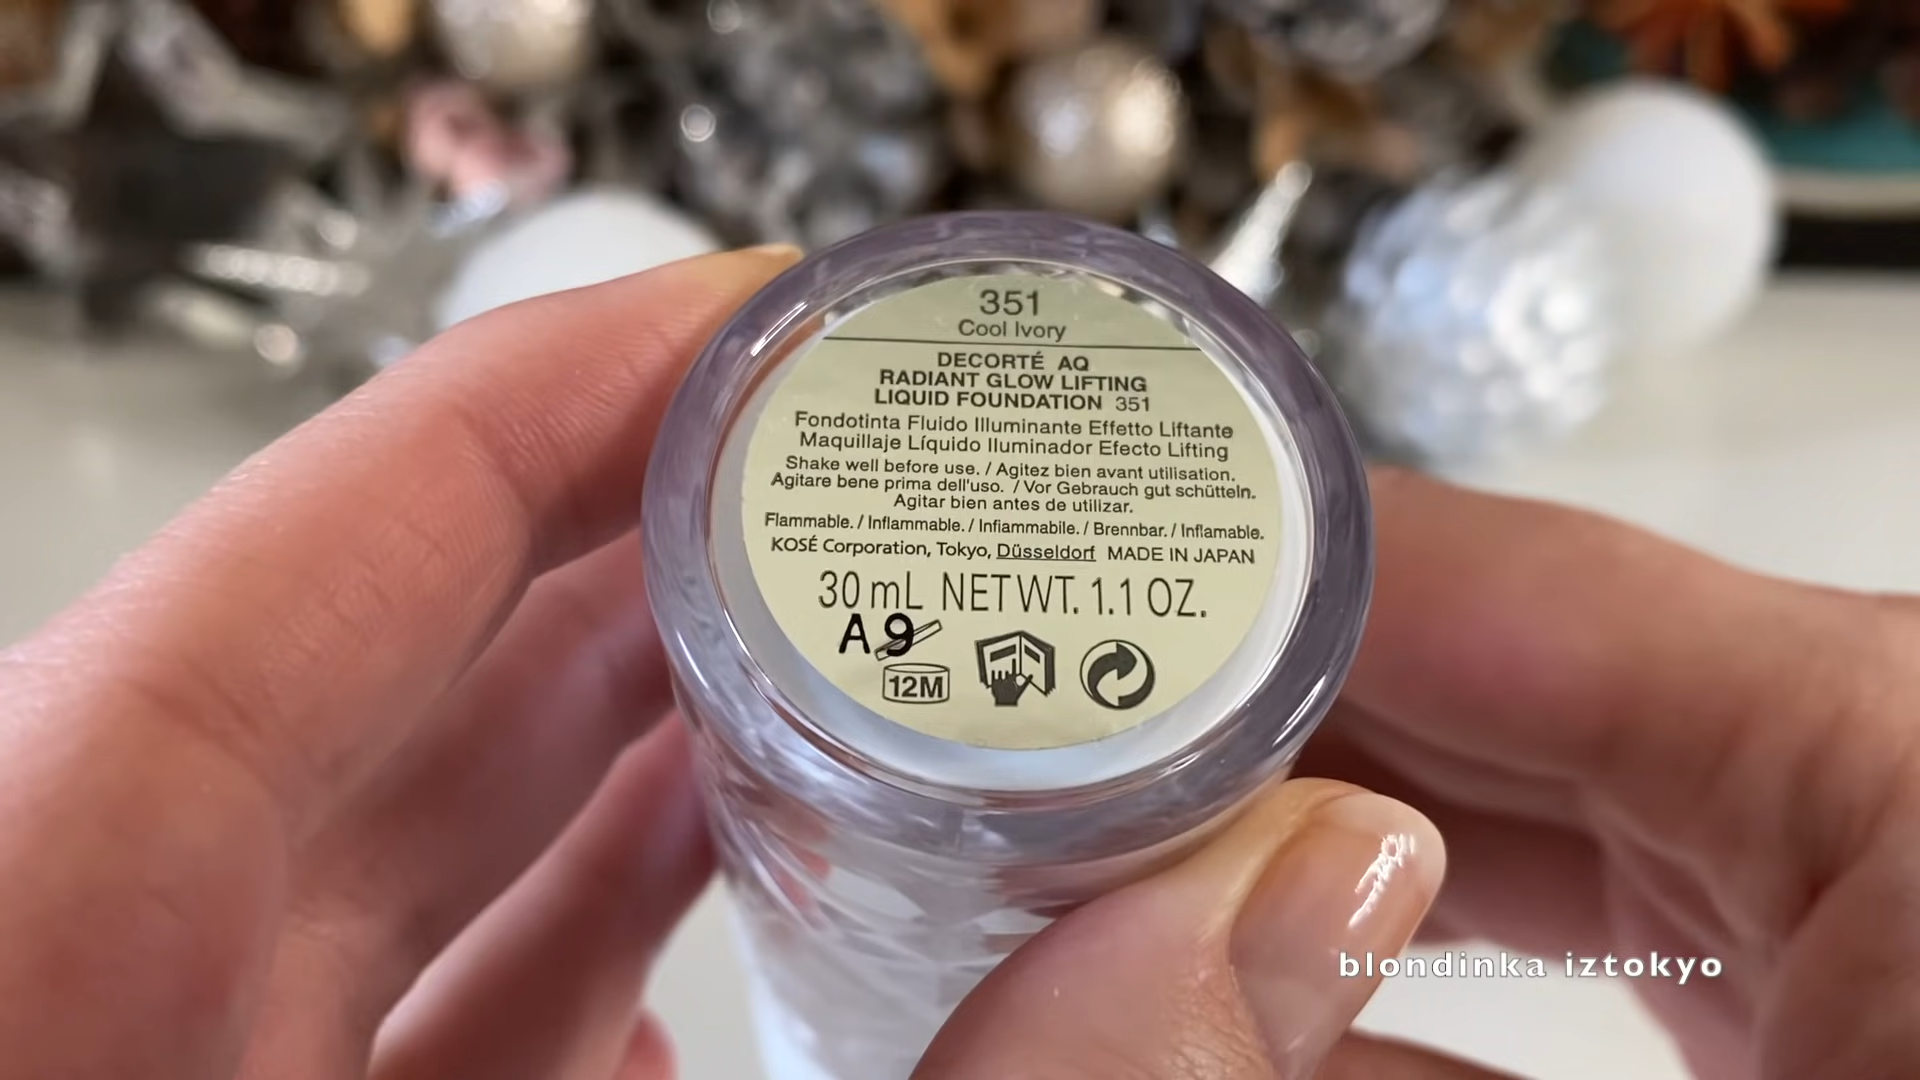 351
Cool Ivory
DECORTÉ AQ
RADIANT GLOW LIFTING
LIQUID FOUNDATION 351
Fondotinta Fluido Illuminante Effetto Liftante
Maquillaje Líquido Iluminador Efecto Lifting
Shake well before use. / Agitez bien avant utilisation.
Agitare bene prima dell'uso. / Vor Gebrauch gut schütteln.
Agitar bien antes de utilizar.
Flammable. / Inflammable. / Infiammabile. / Brennbar. / Inflamable.
KOSÉ Corporation, Tokyo, Düsseldorf MADE IN JAPAN
30 mL NET WT. 1.1 OZ.
A9
12M
blondinka iztokyo